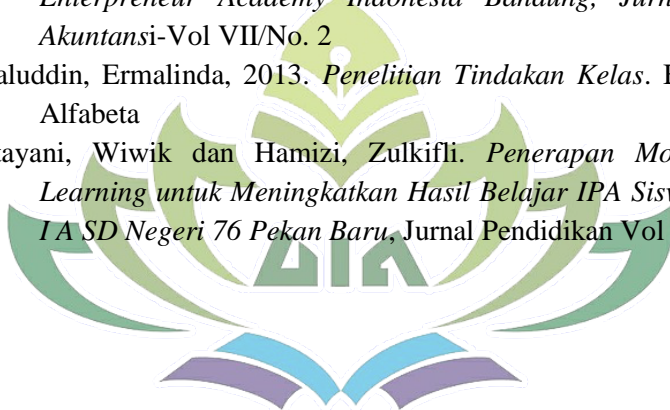 Enterpreneur Academy Indonesia Bandung, Jurn
Akuntansi-Vol VII/No. 2
aluddin, Ermalinda, 2013. Penelitian Tindakan Kelas.
Alfabeta
ayani, Wiwik dan Hamizi, Zulkifli. Penerapan Mo
Learning untuk Meningkatkan Hasil Belajar IPA Sisw
I A SD Negeri 76 Pekan Baru, Jurnal Pendidikan Vol